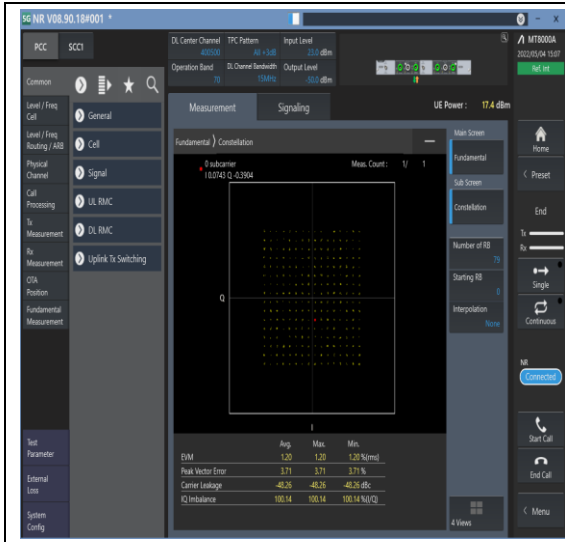 5G NR V08.90.18#001 *
PCC
SCC1
DL Center Channel
400500
TPC Pattern
All +3dB
Input Level
23.0 dBm
Operation Band
70
DL Channel Bandwidth
15MHz
Output Level
-50.0 dBm
MT8000A
2022/05/04 15:07
Ref. Int
Common
Level / Freq
Cell
Level / Freq
Routing / ARB
Physical
Channel
Call
Processing
Tx
Measurement
Rx
Measurement
OTA
Position
Fundamental
Measurement
Test
Parameter
External
Loss
System
Config
General
Cell
Signal
UL RMC
DL RMC
Uplink Tx Switching
Measurement
Signaling
UE Power : 17.4 dBm
Fundamental
Constellation
0 subcarrier
I 0.0743 Q -0.3904
Meas. Count : 1/ 1
Q
I
Avg. Max. Min.
EVM 1.20 1.20 1.20 %(rms)
Peak Vector Error 3.71 3.71 3.71 %
Carrier Leakage -48.26 -48.26 -48.26 dBc
IQ Imbalance 100.14 100.14 100.14 %(I/Q)
Main Screen
Fundamental
Sub Screen
Constellation
Number of RB
79
Starting RB
0
Interpolation
None
4 Views
Home
Preset
End
Tx
Rx
Single
Continuous
NR
Connected
Start Call
End Call
Menu